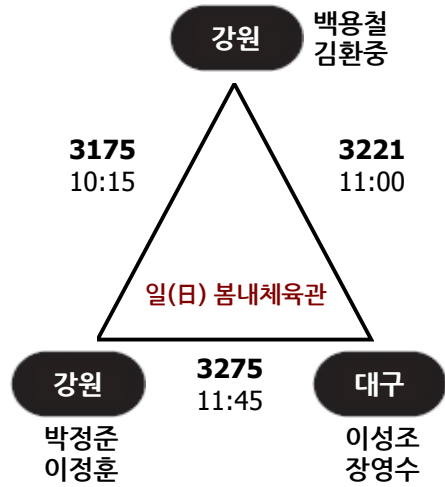 강원
백용철
김환중
3175
10:15
3221
11:00
일(日) 봄내체육관
강원
3275
11:45
대구
박정준
이정훈
이성조
장영수